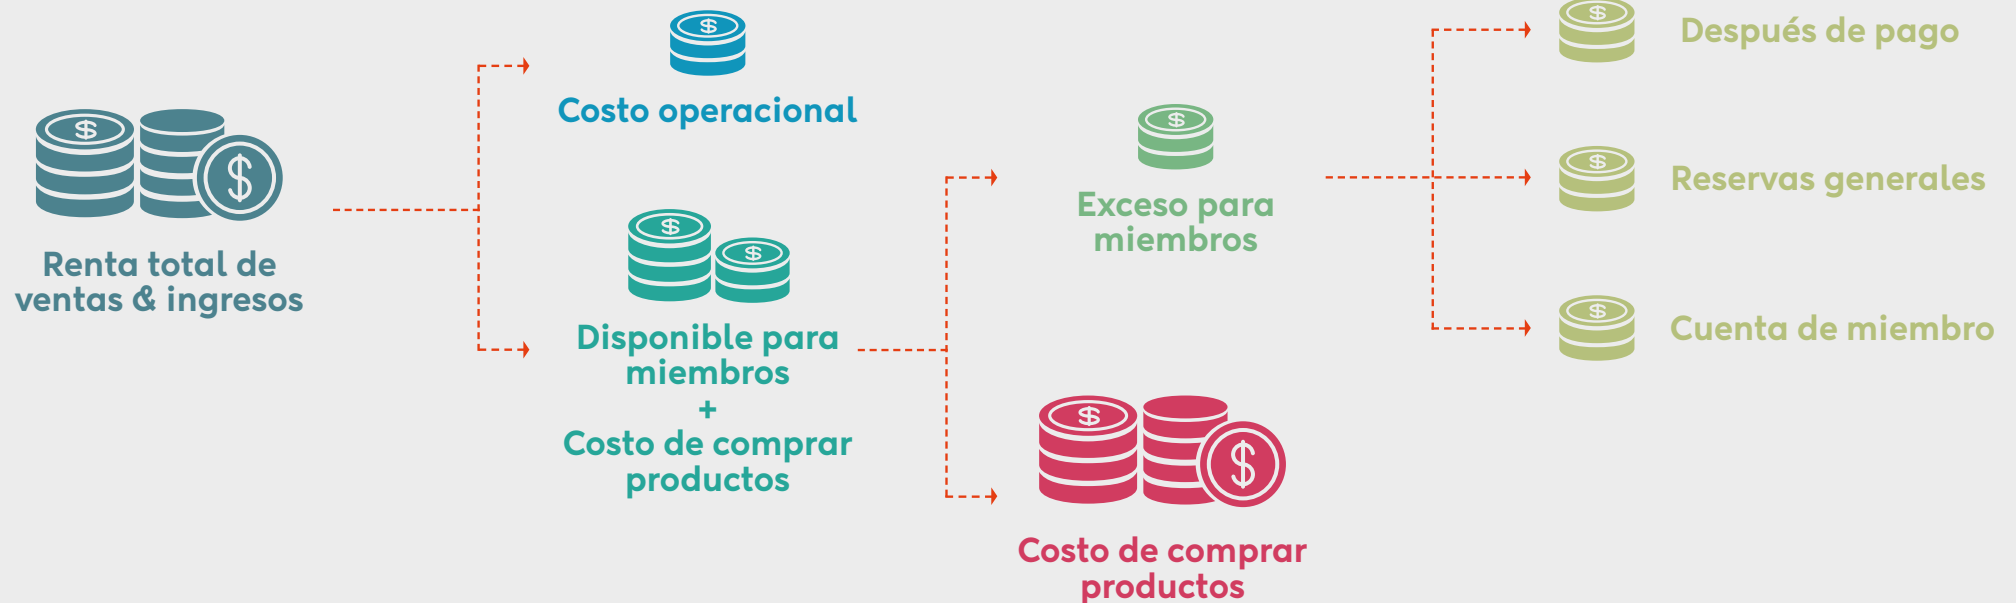 Renta total de
ventas & ingresos
Costo operacional
Disponible para
miembros
+
Costo de comprar
productos
Exceso para
miembros
Costo de comprar
productos
Después de pago
Reservas generales
Cuenta de miembro